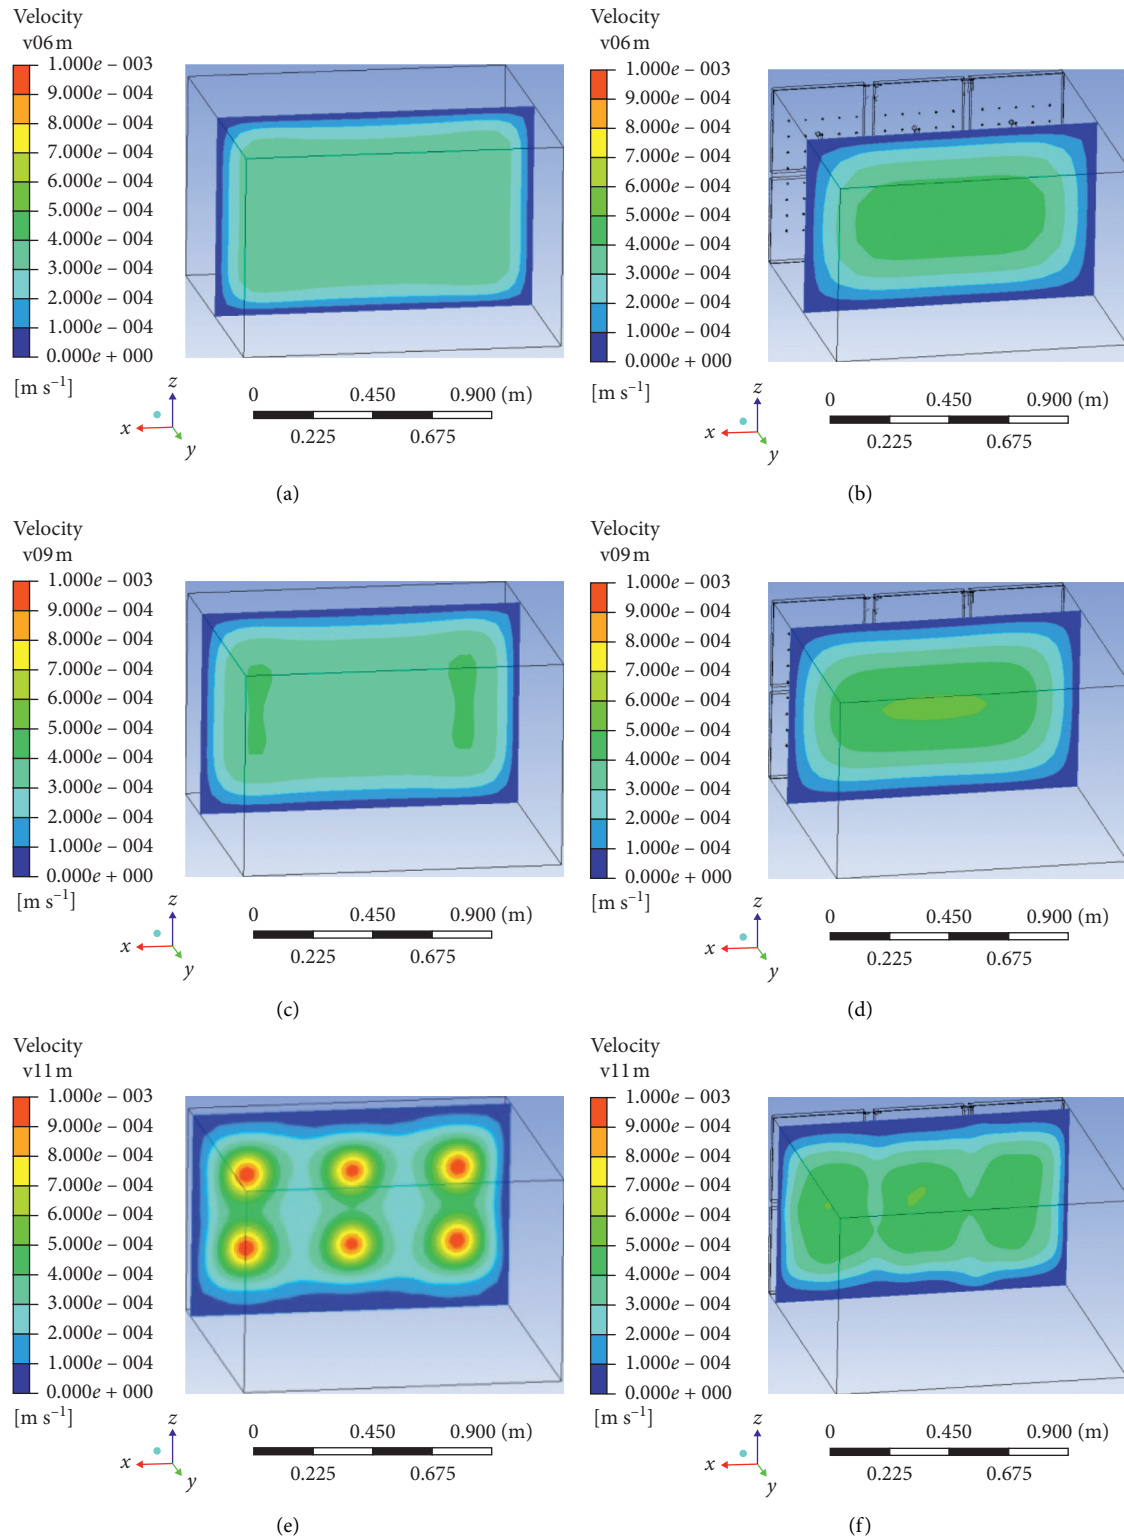 Velocity
v06 m
1.000e – 003
9.000e – 004
8.000e – 004
7.000e – 004
6.000e – 004
5.000e – 004
4.000e – 004
3.000e – 004
2.000e – 004
1.000e – 004
0.000e + 000
[m s–1]
z
x
y
0 0.450 0.900 (m)
0.225 0.675
(a)
Velocity
v06 m
1.000e – 003
9.000e – 004
8.000e – 004
7.000e – 004
6.000e – 004
5.000e – 004
4.000e – 004
3.000e – 004
2.000e – 004
1.000e – 004
0.000e + 000
[m s–1]
z
x
y
0 0.450 0.900 (m)
0.225 0.675
(b)
Velocity
v09 m
1.000e – 003
9.000e – 004
8.000e – 004
7.000e – 004
6.000e – 004
5.000e – 004
4.000e – 004
3.000e – 004
2.000e – 004
1.000e – 004
0.000e + 000
[m s–1]
z
x
y
0 0.450 0.900 (m)
0.225 0.675
(c)
Velocity
v09 m
1.000e – 003
9.000e – 004
8.000e – 004
7.000e – 004
6.000e – 004
5.000e – 004
4.000e – 004
3.000e – 004
2.000e – 004
1.000e – 004
0.000e + 000
[m s–1]
z
x
y
0 0.450 0.900 (m)
0.225 0.675
(d)
Velocity
v11 m
1.000e – 003
9.000e – 004
8.000e – 004
7.000e – 004
6.000e – 004
5.000e – 004
4.000e – 004
3.000e – 004
2.000e – 004
1.000e – 004
0.000e + 000
[m s–1]
z
x
y
0 0.450 0.900 (m)
0.225 0.675
(e)
Velocity
v11 m
1.000e – 003
9.000e – 004
8.000e – 004
7.000e – 004
6.000e – 004
5.000e – 004
4.000e – 004
3.000e – 004
2.000e – 004
1.000e – 004
0.000e + 000
[m s–1]
z
x
y
0 0.450 0.900 (m)
0.225 0.675
(f)